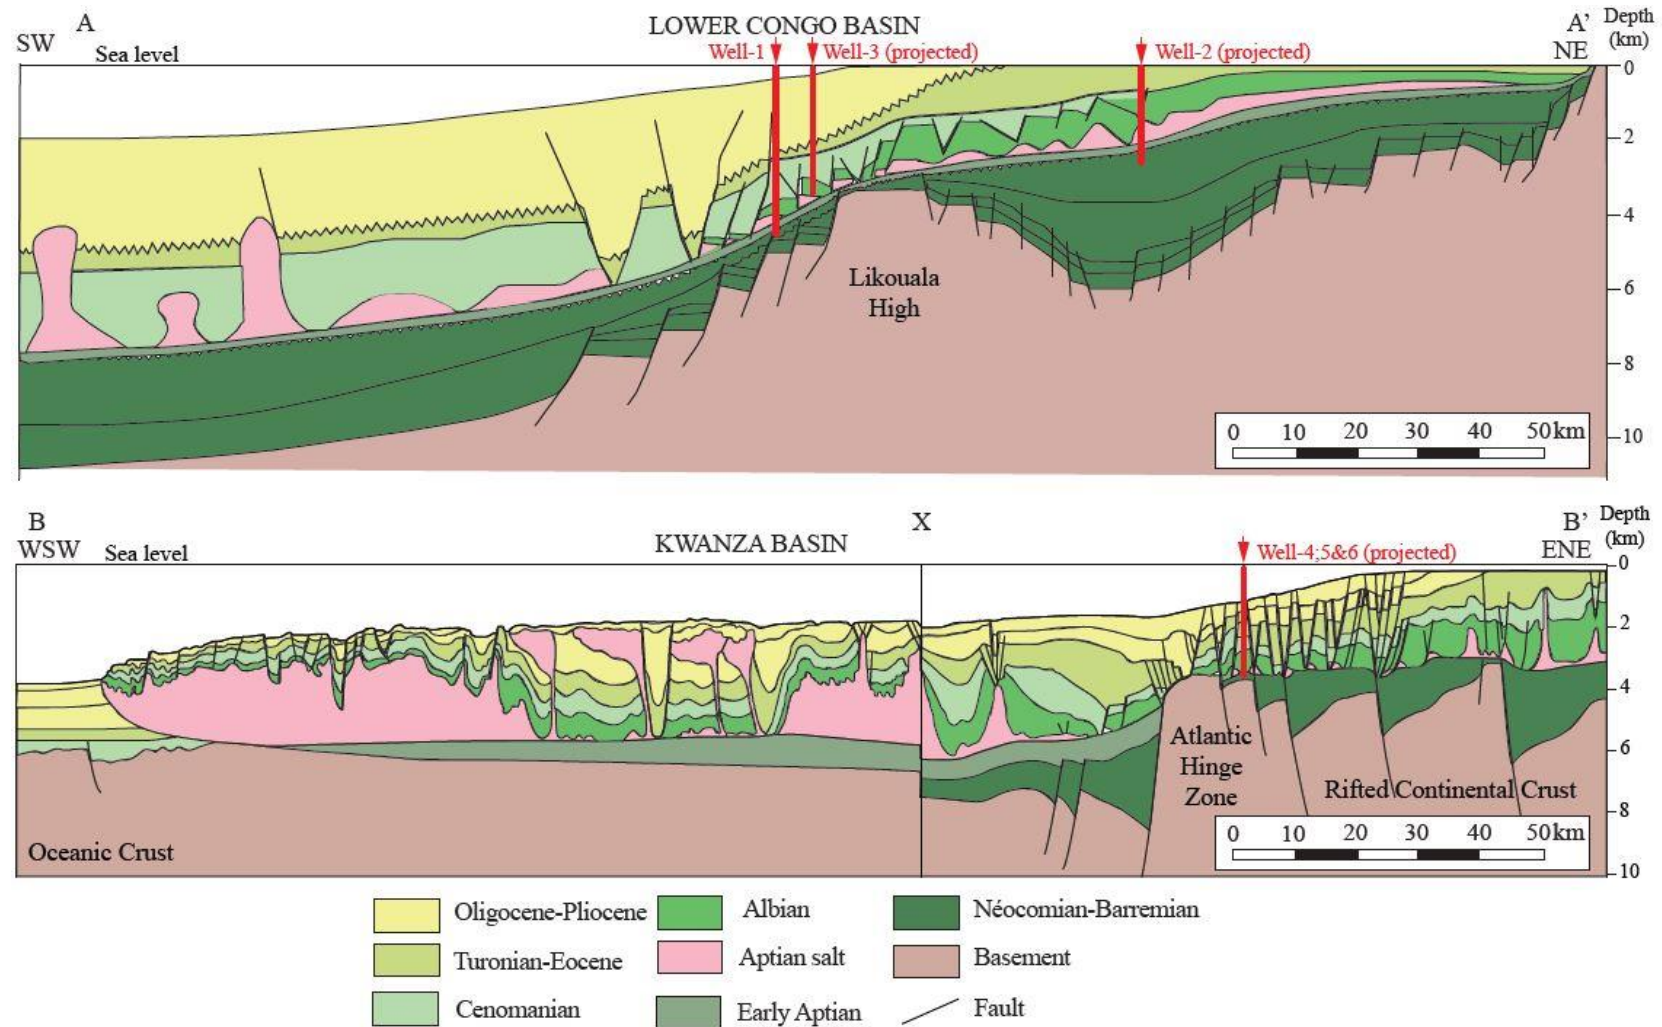 A LOWER CONGO BASIN A' Depth
SW Sea level Well-1 Well-3 (projected) Well-2 (projected) NE (km)
0
2
4
Likouala
High
6
8
0 10 20 30 40 50km
10
B X B' Depth
WSW Sea level KWANZA BASIN Well-4;5&6 (projected) ENE (km)
0
2
4
Atlantic
Hinge
Zone
6
Rifted Continental Crust
8
0 10 20 30 40 50km
Oceanic Crust
10
Oligocene-Pliocene Albian Néocomian-Barremian
Turonian-Eocene Aptian salt Basement
Cenomanian Early Aptian Fault